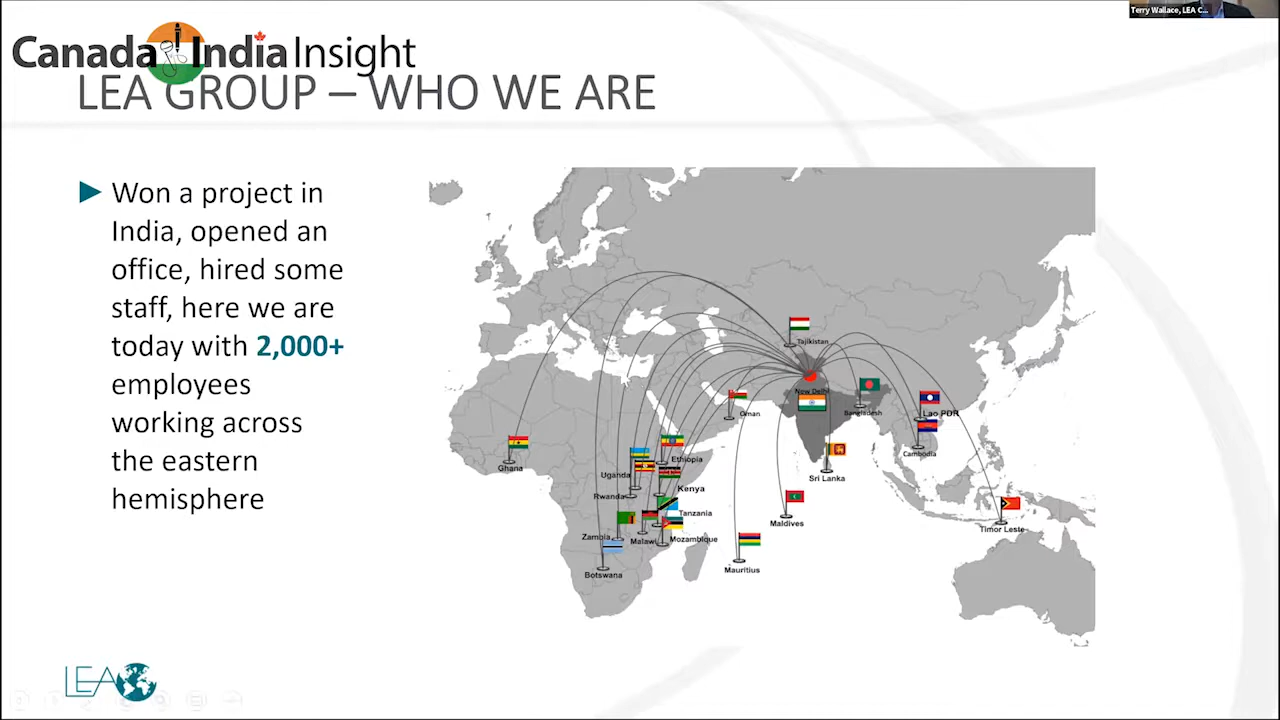 Terry Wallace, LEA C...
Canada India Insight
LEA GROUP – WHO WE ARE
Won a project in
India, opened an
office, hired some
staff, here we are
today with 2,000+
employees
working across
the eastern
hemisphere
Tajikistan
New Delhi
Oman
Bangladesh
Lao PDR
Cambodia
Ghana
Ethiopia
Uganda
Sri Lanka
Kenya
Rwanda
Tanzania
Maldives
Timor Leste
Zambia
Malawi
Mozambique
Mauritius
Botswana
LEA